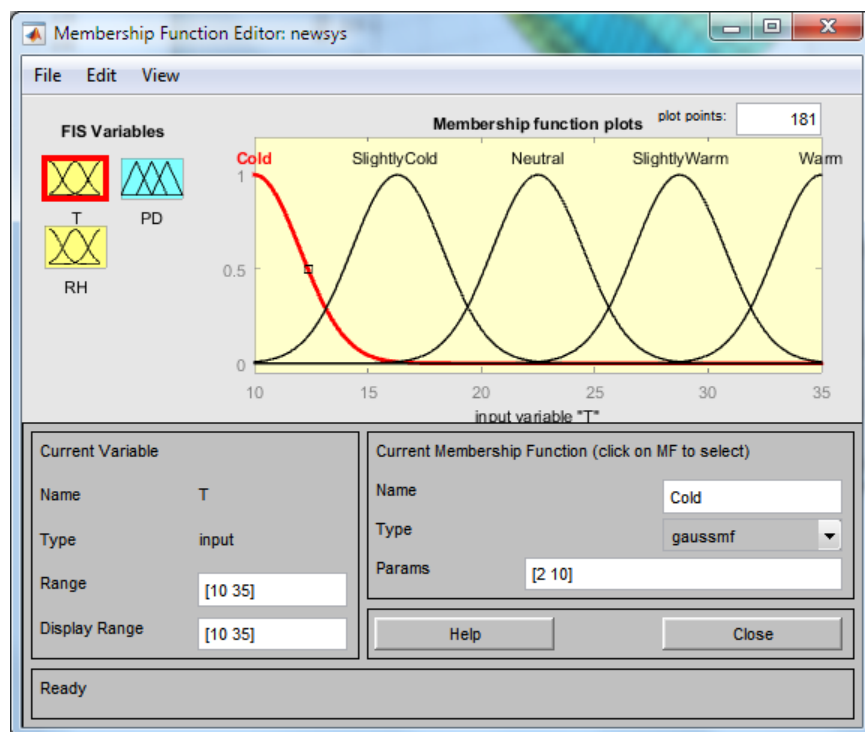 Membership Function Editor: newsys
File Edit View
FIS Variables
Membership function plots plot points: 181
Cold SlightlyCold Neutral SlightlyWarm Warm
T PD
RH
1
0.5
0
10 15 20 25 30 35
input variable "T"
Current Variable
Name T
Type input
Range [10 35]
Display Range [10 35]
Current Membership Function (click on MF to select)
Name Cold
Type gaussmf
Params [2 10]
Help Close
Ready